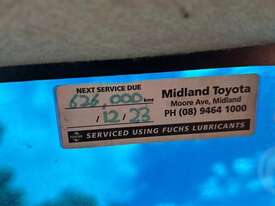 NEXT SERVICE DUE
626,000 kms
/12/23
Midland Toyota
Moore Ave, Midland
PH (08) 9464 1000
FUCHS
SERVICED USING FUCHS LUBRICANTS